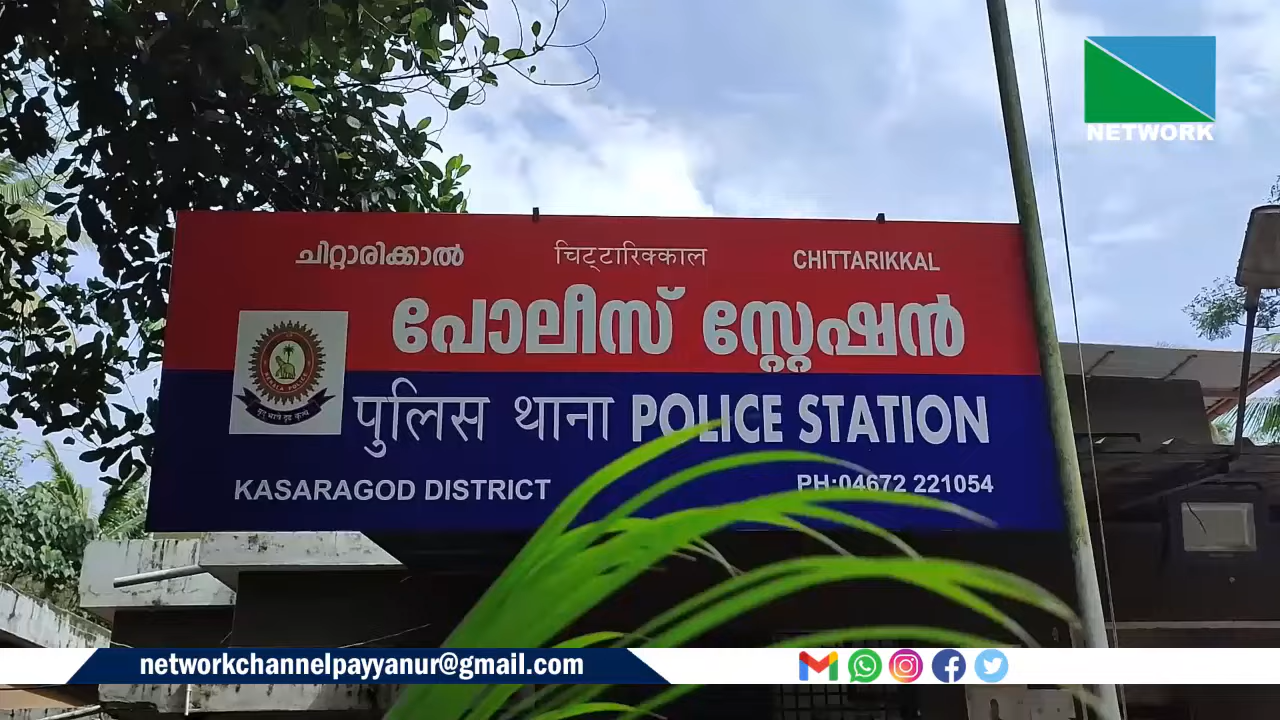 NETWORK
ചിറ്റാരിക്കാൽ चिट्टारिक्काल CHITTARIKKAL
പോലീസ് സ്റ്റേഷൻ
पुलिस थाना POLICE STATION
KASARAGOD DISTRICT PH:04672 221054
networkchannelpayyanur@gmail.com